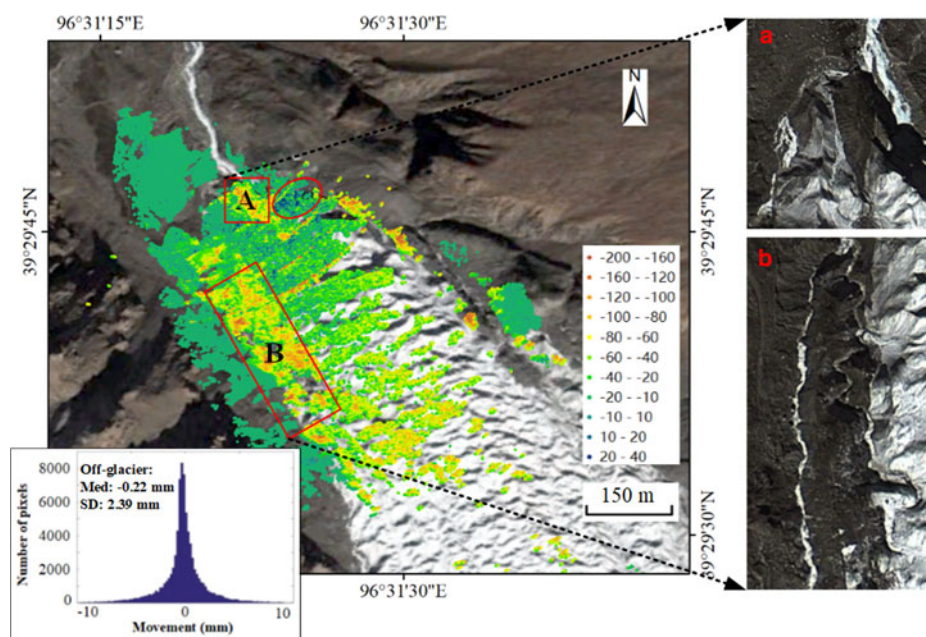 96°31'15"E
96°31'30"E
a
N
A
39°29'45"N
39°29'45"N
-200 - -160
-160 - -120
-120 - -100
-100 - -80
-80 - -60
-60 - -40
-40 - -20
-20 - -10
-10 - 10
10 - 20
20 - 40
b
B
150 m
39°29'30"N
96°31'30"E
8000
6000
4000
2000
0
Number of pixels
Off-glacier:
Med: -0.22 mm
SD: 2.39 mm
-10
0
10
Movement (mm)